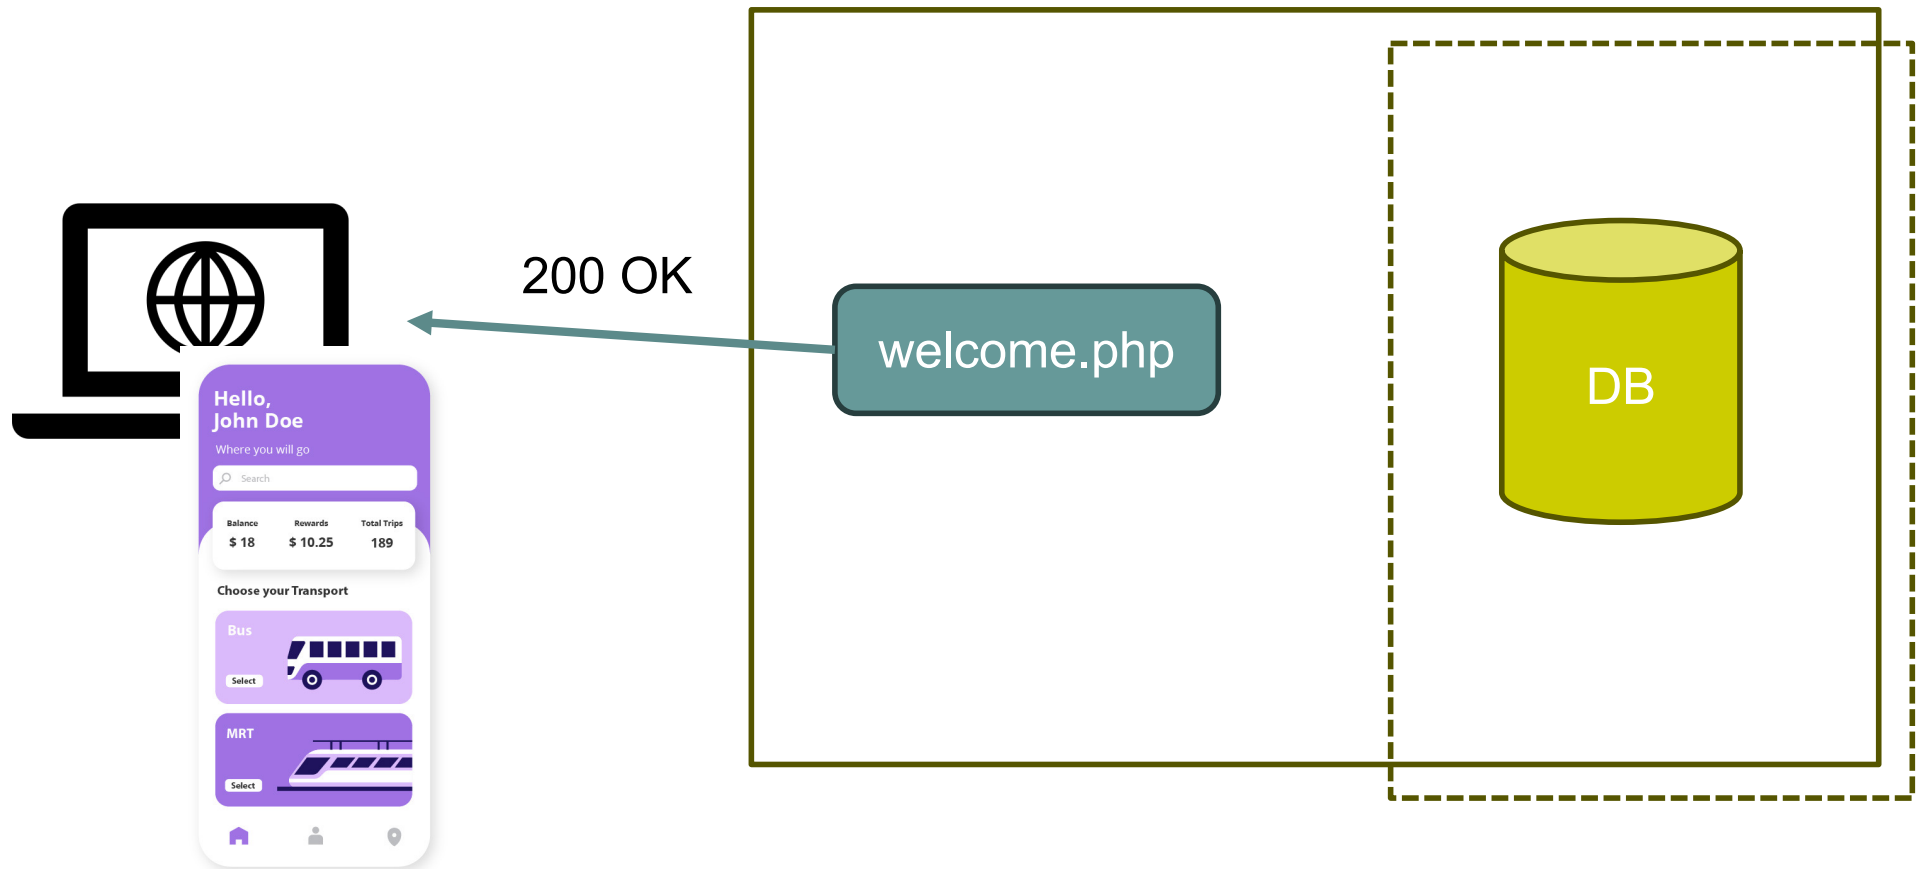 200 OK
welcome.php
DB
Hello,
John Doe
Where you will go
Search
Balance Rewards Total Trips
$ 18 $ 10.25 189
Choose your Transport
Bus
Select
MRT
Select